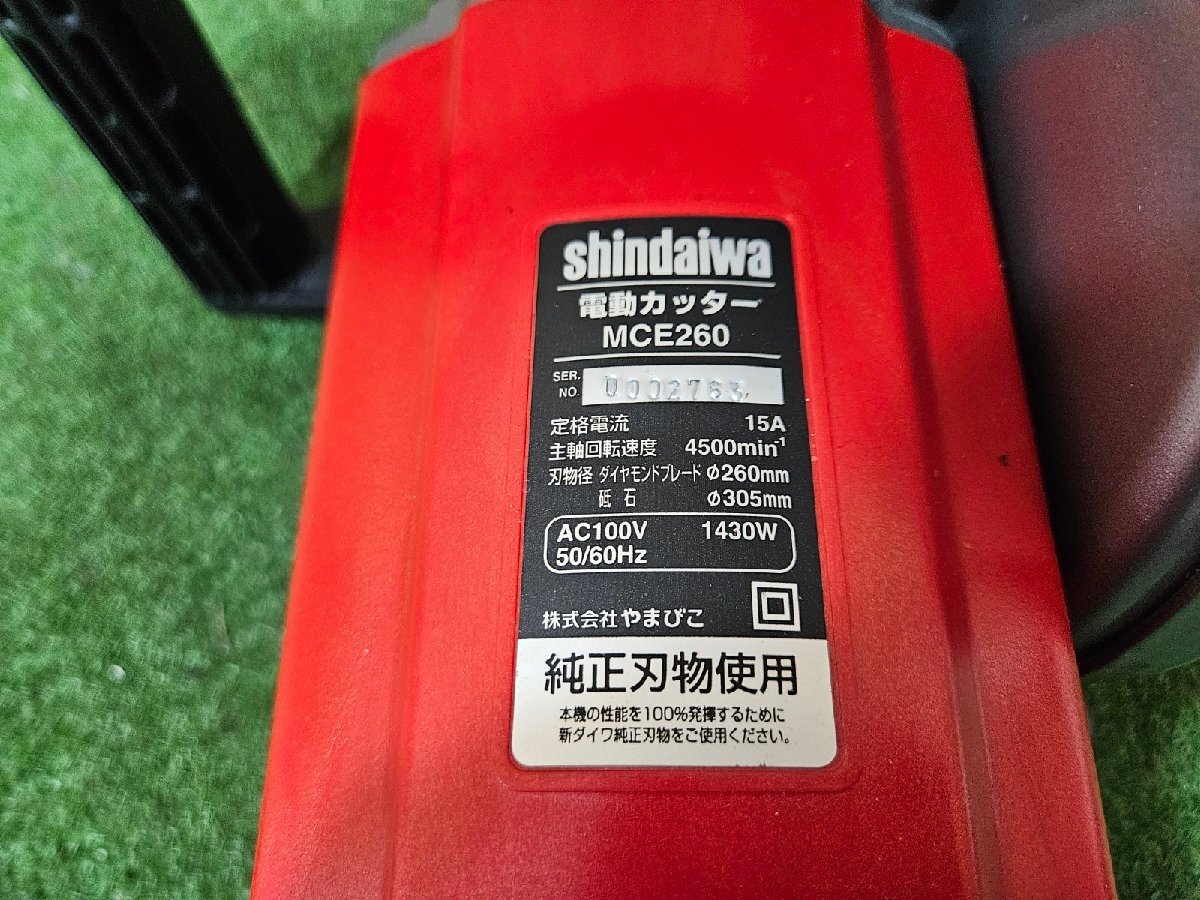 shindaiwa
電動カッター
MCE260
SER. NO.
定格電流 15A
主軸回転速度 4500min⁻¹
刃物径 ダイヤモンドブレード φ260mm
砥石 φ305mm
AC100V 1430W
50/60Hz
株式会社 やまびこ
純正刃物使用
本機の性能を100%発揮するために
新ダイワ純正刃物をご使用ください。